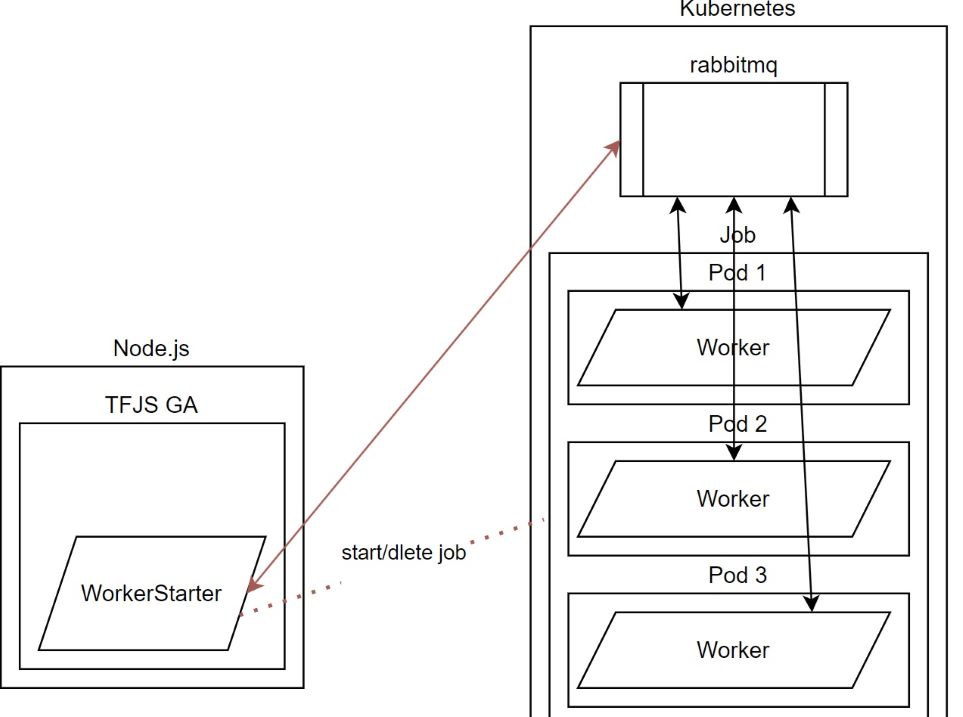 Kubernetes
rabbitmq
Job
Pod 1
Worker
Node.js
TFJS GA
Pod 2
Worker
start/dlete job
Pod 3
WorkerStarter
Worker